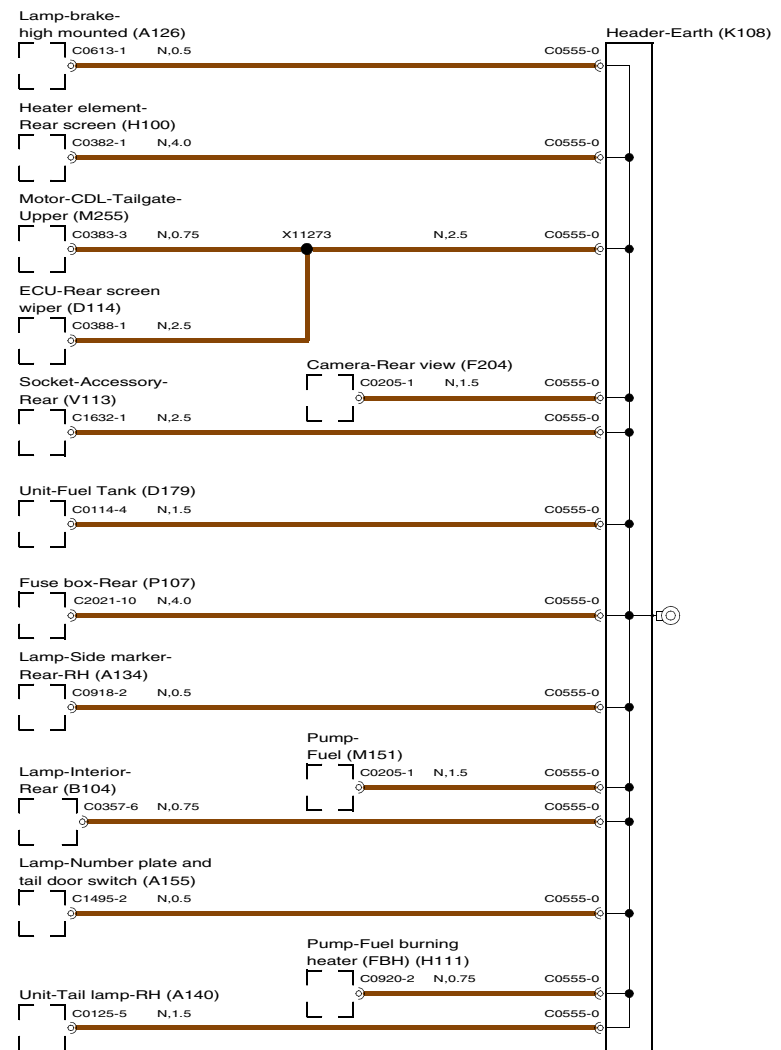 Lamp-brake-
high mounted (A126)
Header-Earth (K108)
C0613-1 N,0.5 C0555-0
Heater element-
Rear screen (H100)
C0382-1 N,4.0 C0555-0
Motor-CDL-Tailgate-
Upper (M255)
C0383-3 N,0.75 X11273 N,2.5 C0555-0
ECU-Rear screen
wiper (D114)
C0388-1 N,2.5
Camera-Rear view (F204)
C0205-1 N,1.5 C0555-0
Socket-Accessory-
Rear (V113)
C1632-1 N,2.5 C0555-0
Unit-Fuel Tank (D179)
C0114-4 N,1.5 C0555-0
Fuse box-Rear (P107)
C2021-10 N,4.0 C0555-0
Lamp-Side marker-
Rear-RH (A134)
C0918-2 N,0.5 C0555-0
Pump-
Fuel (M151)
C0205-1 N,1.5 C0555-0
Lamp-Interior-
Rear (B104)
C0357-6 N,0.75 C0555-0
Lamp-Number plate and
tail door switch (A155)
C1495-2 N,0.5 C0555-0
Pump-Fuel burning
heater (FBH) (H111)
C0920-2 N,0.75 C0555-0
Unit-Tail lamp-RH (A140)
C0125-5 N,1.5 C0555-0